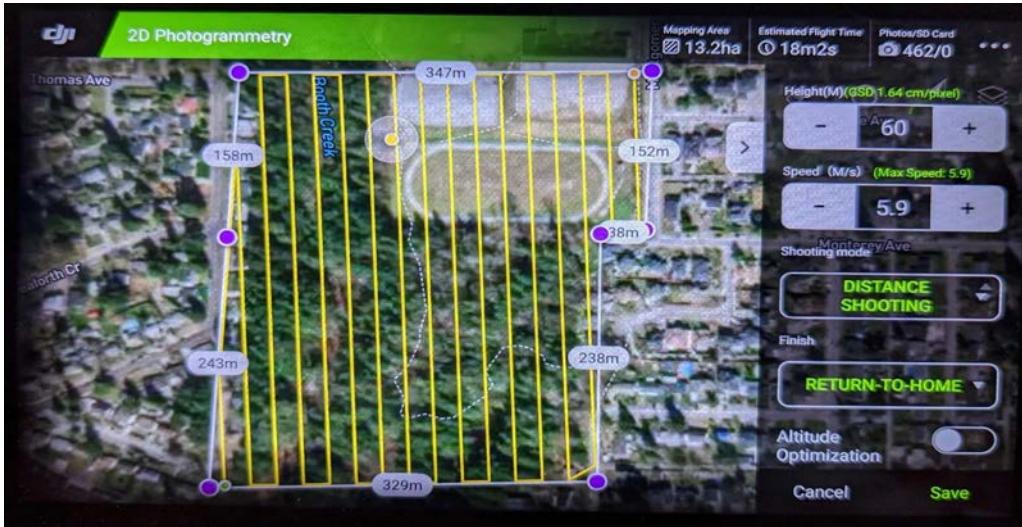 dji
2D Photogrammetry
Mapping Area
13.2ha
Estimated Flight Time
18m2s
Photos/SD Card
462/0
Thomas Ave
347m
Booth Creek
158m
152m
38m
243m
238m
329m
Height(M)(GSD 1.64 cm/pixel)
-
60
+
Speed (M/s) (Max Speed: 5.9)
-
5.9
+
Monterey Ave
Shooting mode
DISTANCE
SHOOTING
Finish
RETURN-TO-HOME
Altitude
Optimization
Cancel
Save